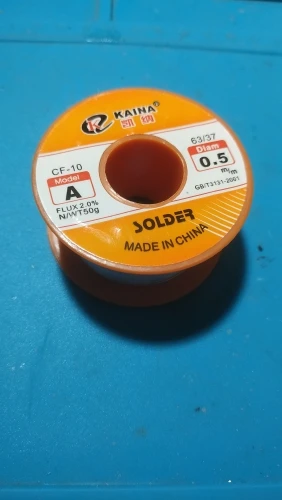 KAINA®
凯纳
CF-10
Model
A
FLUX 2.0%
N/WT50g
63/37
Diam
0.5
m/m
GB/T3131-2001
SOLDER
MADE IN CHINA